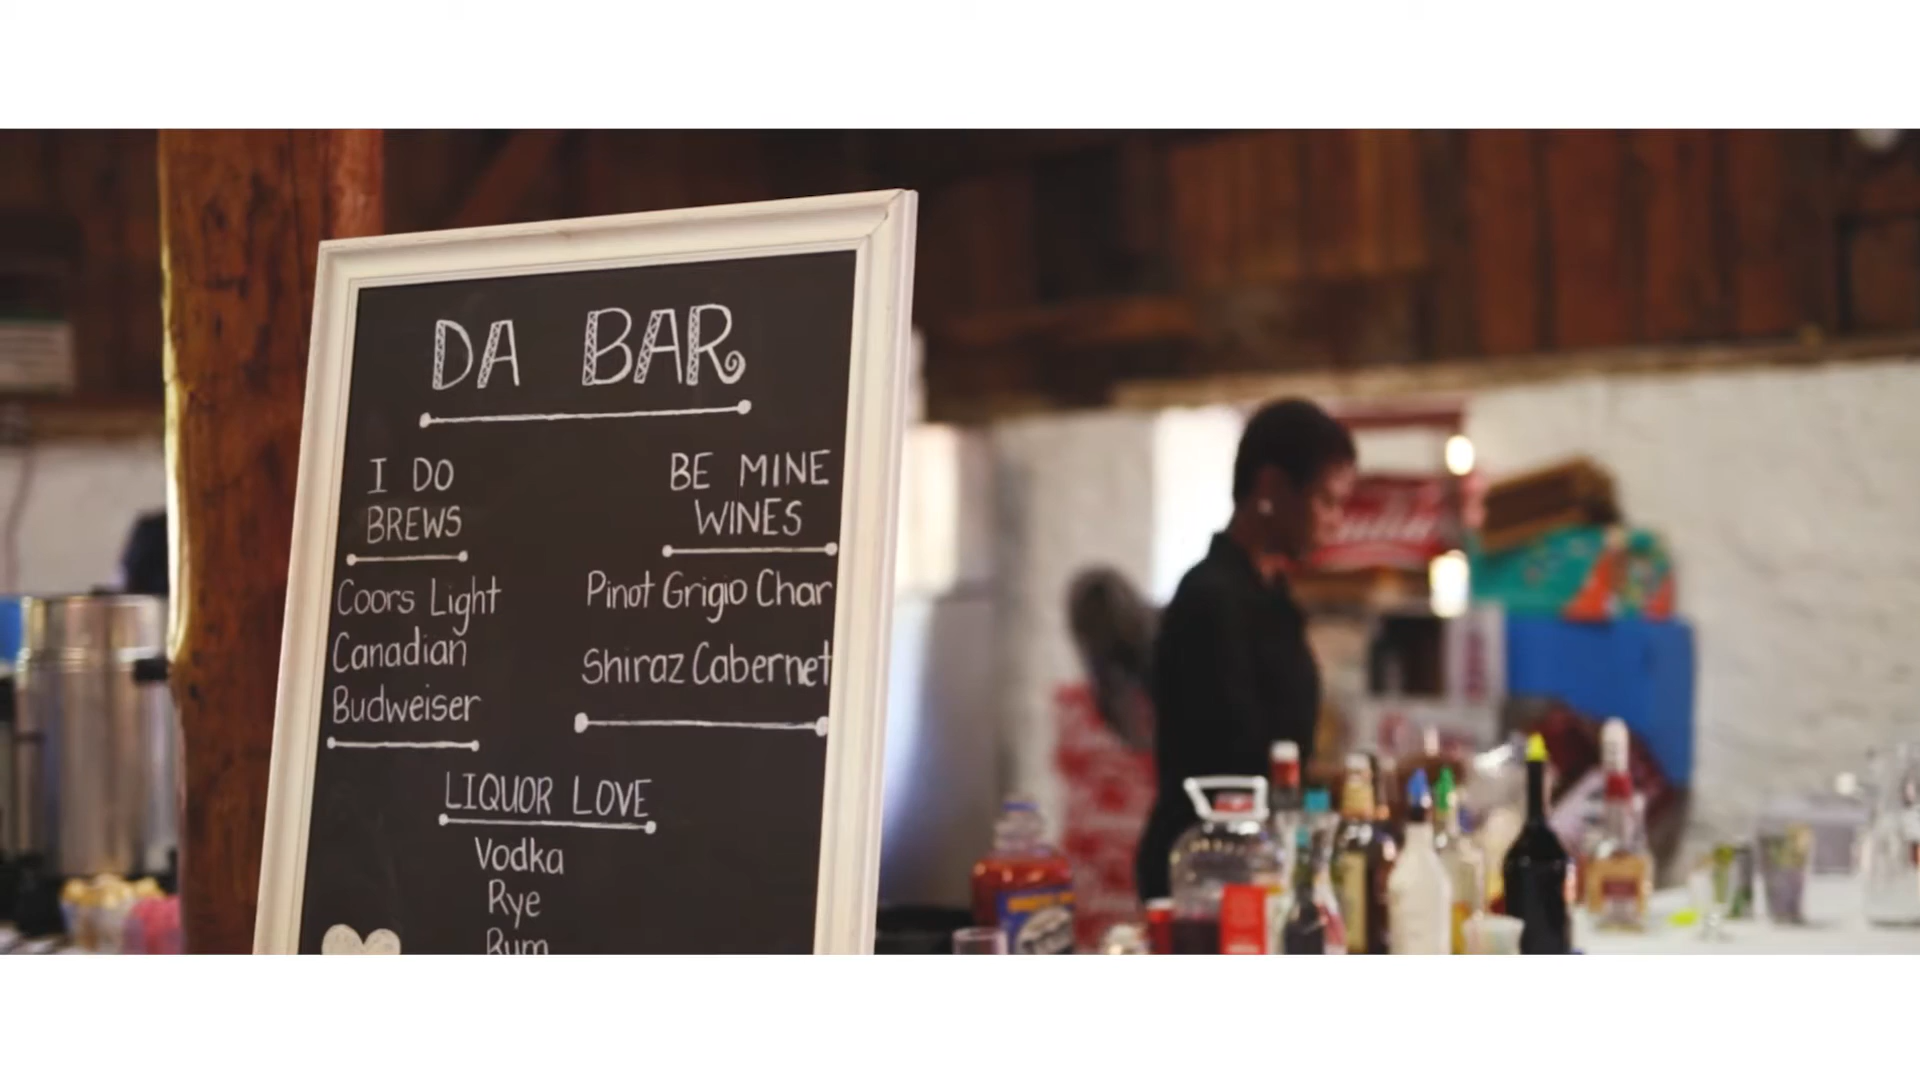 DA BAR
I DO
BREWS
Coors Light
Canadian
Budweiser
BE MINE
WINES
Pinot Grigio Char
Shiraz Cabernet
LIQUOR LOVE
Vodka
Rye
Rum